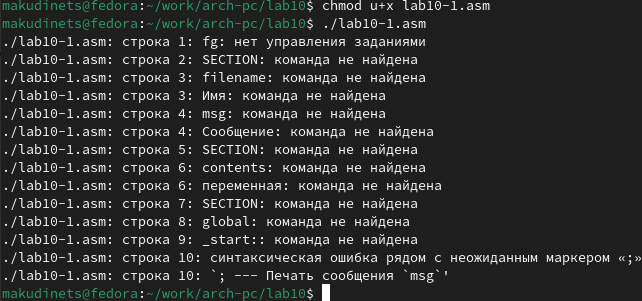 makudinets@fedora:~/work/arch-pc/lab10$ chmod u+x lab10-1.asm
makudinets@fedora:~/work/arch-pc/lab10$ ./lab10-1.asm
./lab10-1.asm: строка 1: fg: нет управления заданиями
./lab10-1.asm: строка 2: SECTION: команда не найдена
./lab10-1.asm: строка 3: filename: команда не найдена
./lab10-1.asm: строка 3: Имя: команда не найдена
./lab10-1.asm: строка 4: msg: команда не найдена
./lab10-1.asm: строка 4: Сообщение: команда не найдена
./lab10-1.asm: строка 5: SECTION: команда не найдена
./lab10-1.asm: строка 6: contents: команда не найдена
./lab10-1.asm: строка 6: переменная: команда не найдена
./lab10-1.asm: строка 7: SECTION: команда не найдена
./lab10-1.asm: строка 8: global: команда не найдена
./lab10-1.asm: строка 9: _start:: команда не найдена
./lab10-1.asm: строка 10: синтаксическая ошибка рядом с неожиданным маркером «;»
./lab10-1.asm: строка 10: `; --- Печать сообщения `msg`'
makudinets@fedora:~/work/arch-pc/lab10$